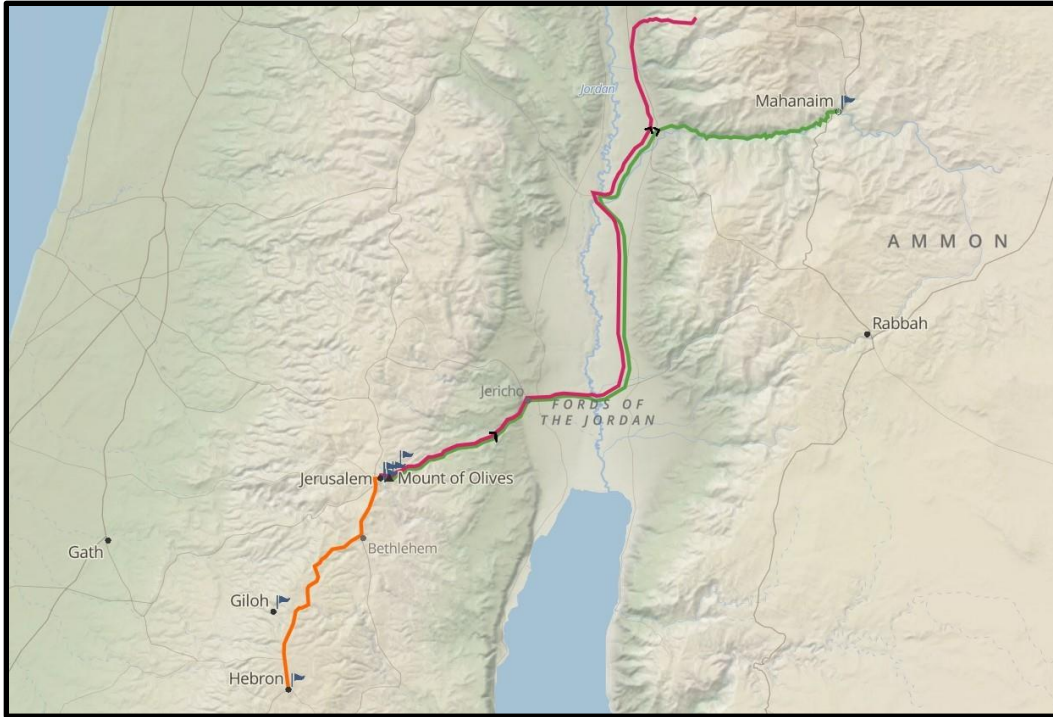 Jordan
Mahanaim
AMMON
Rabbah
Jericho
FORDS OF
THE JORDAN
Jerusalem
Mount of Olives
Gath
Bethlehem
Giloh
Hebron